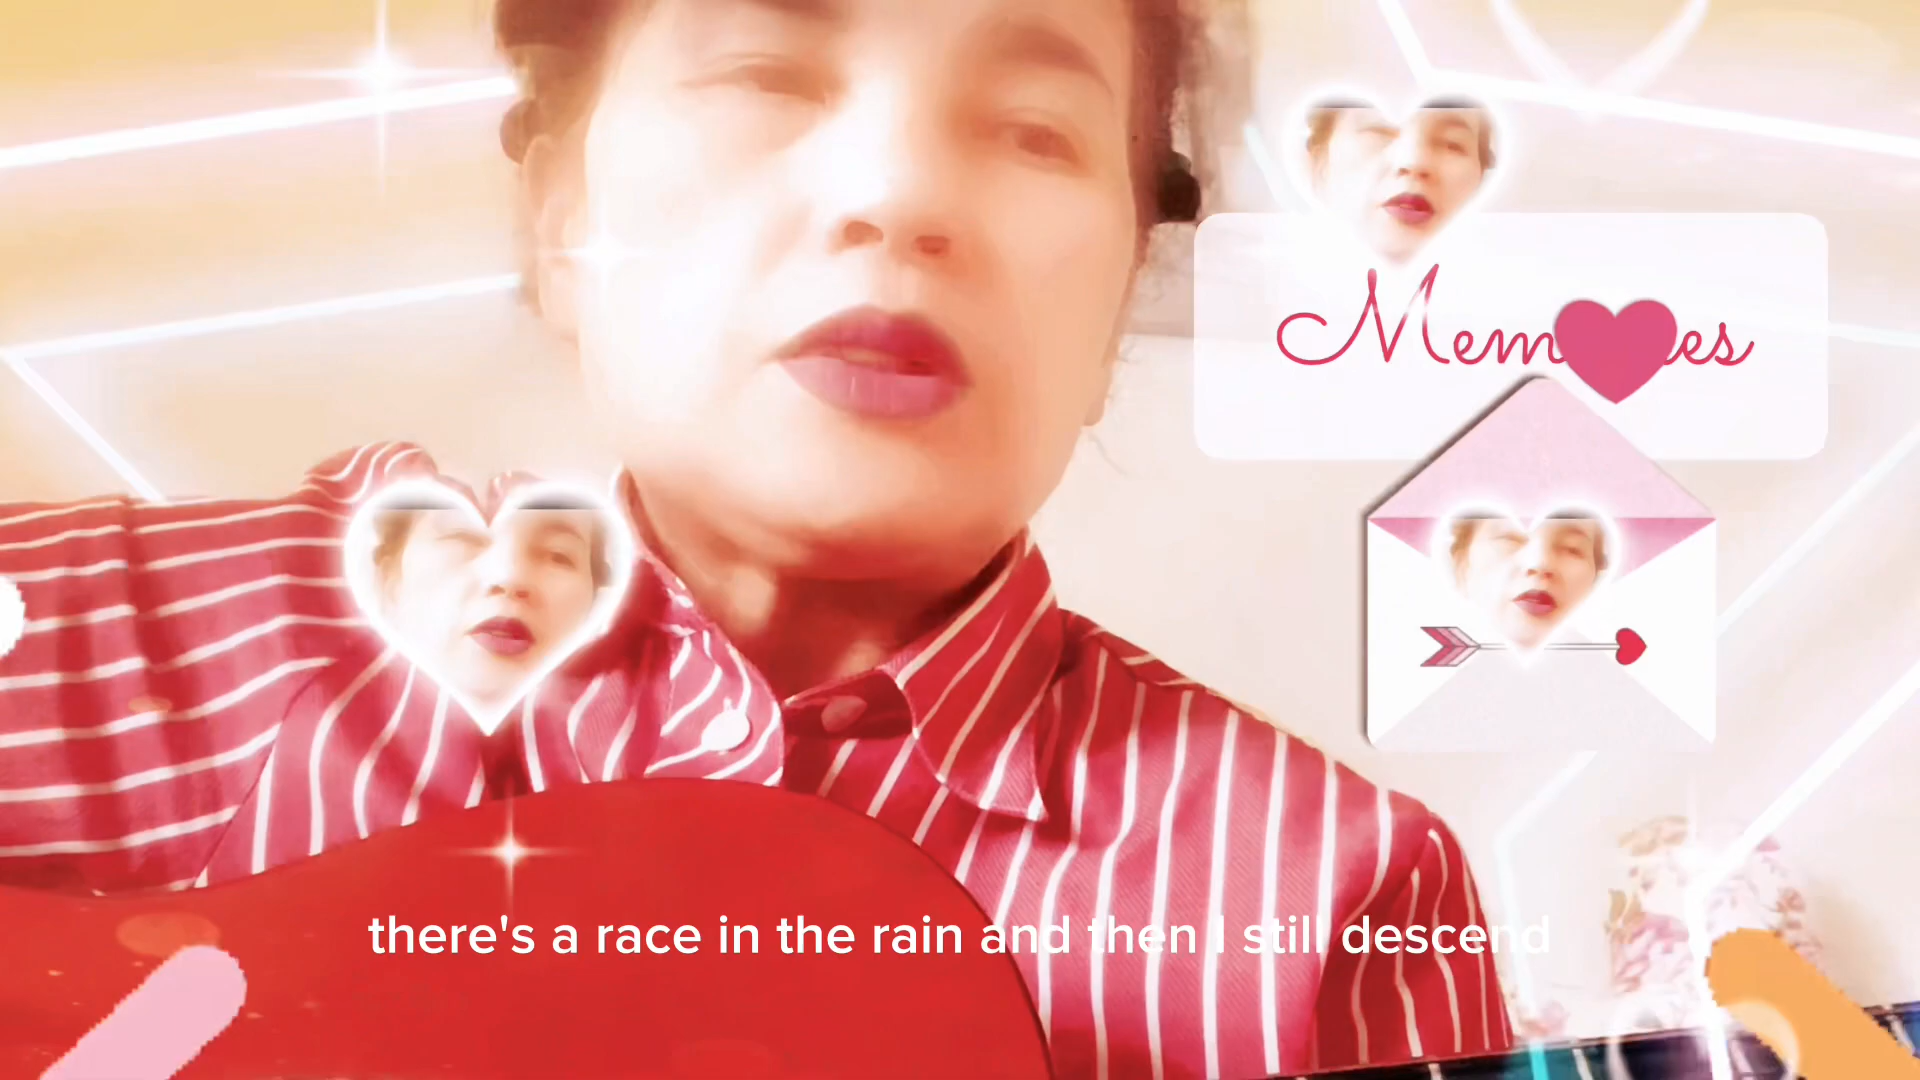 Mem es
there's a race in the rain and then I still descend